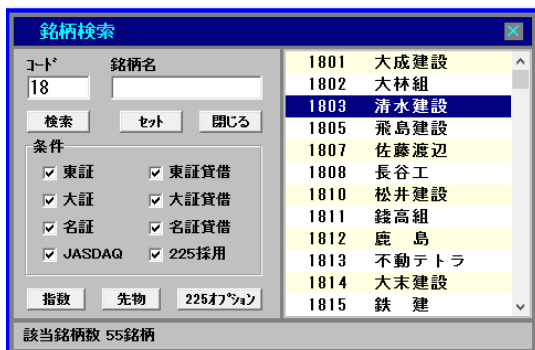 銘柄検索
ｺｰﾄﾞ 銘柄名
18
検索 ｾｯﾄ 閉じる
条件
東証 東証貸借
大証 大証貸借
名証 名証貸借
JASDAQ 225採用
指数 先物 225ｵﾌﾟｼｮﾝ
1801 大成建設
1802 大林組
1803 清水建設
1805 飛島建設
1807 佐藤渡辺
1808 長谷工
1810 松井建設
1811 錢高組
1812 鹿　島
1813 不動テトラ
1814 大末建設
1815 鉄　建
該当銘柄数 55銘柄